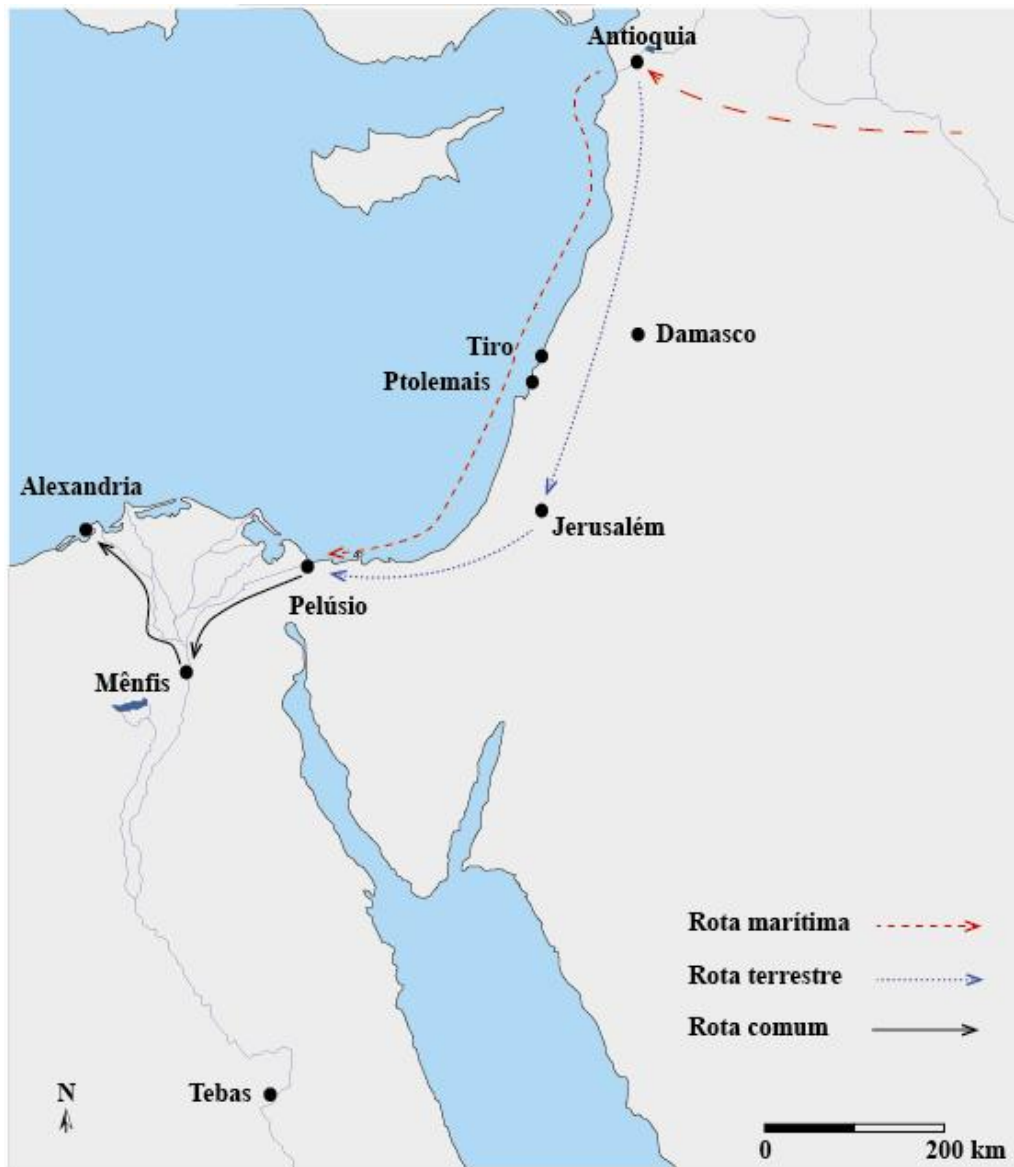 Antioquia
Tiro
Damasco
Ptolemais
Alexandria
Jerusalém
Pelúsio
Mênfis
Rota marítima
Rota terrestre
Rota comum
Tebas
N
0 200 km